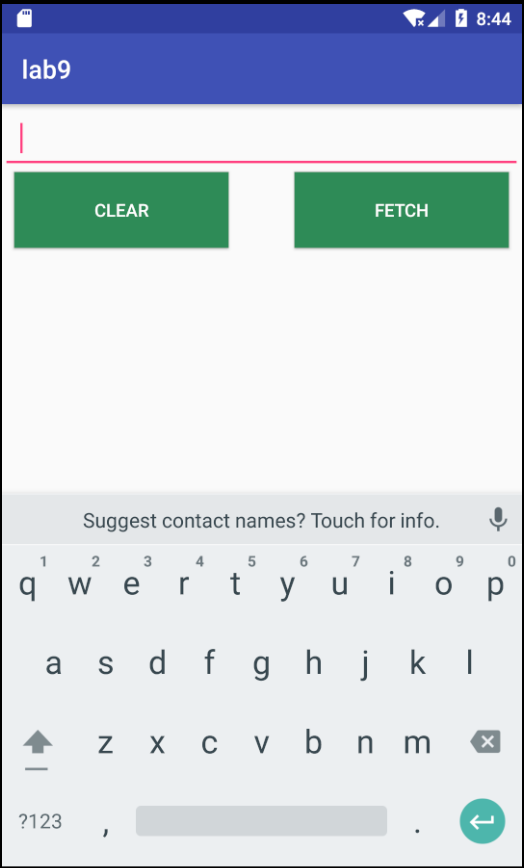 8:44
lab9
CLEAR FETCH
Suggest contact names? Touch for info.
1 2 3 4 5 6 7 8 9 0
q w e r t y u i o p
a s d f g h j k l
z x c v b n m
?123 , .